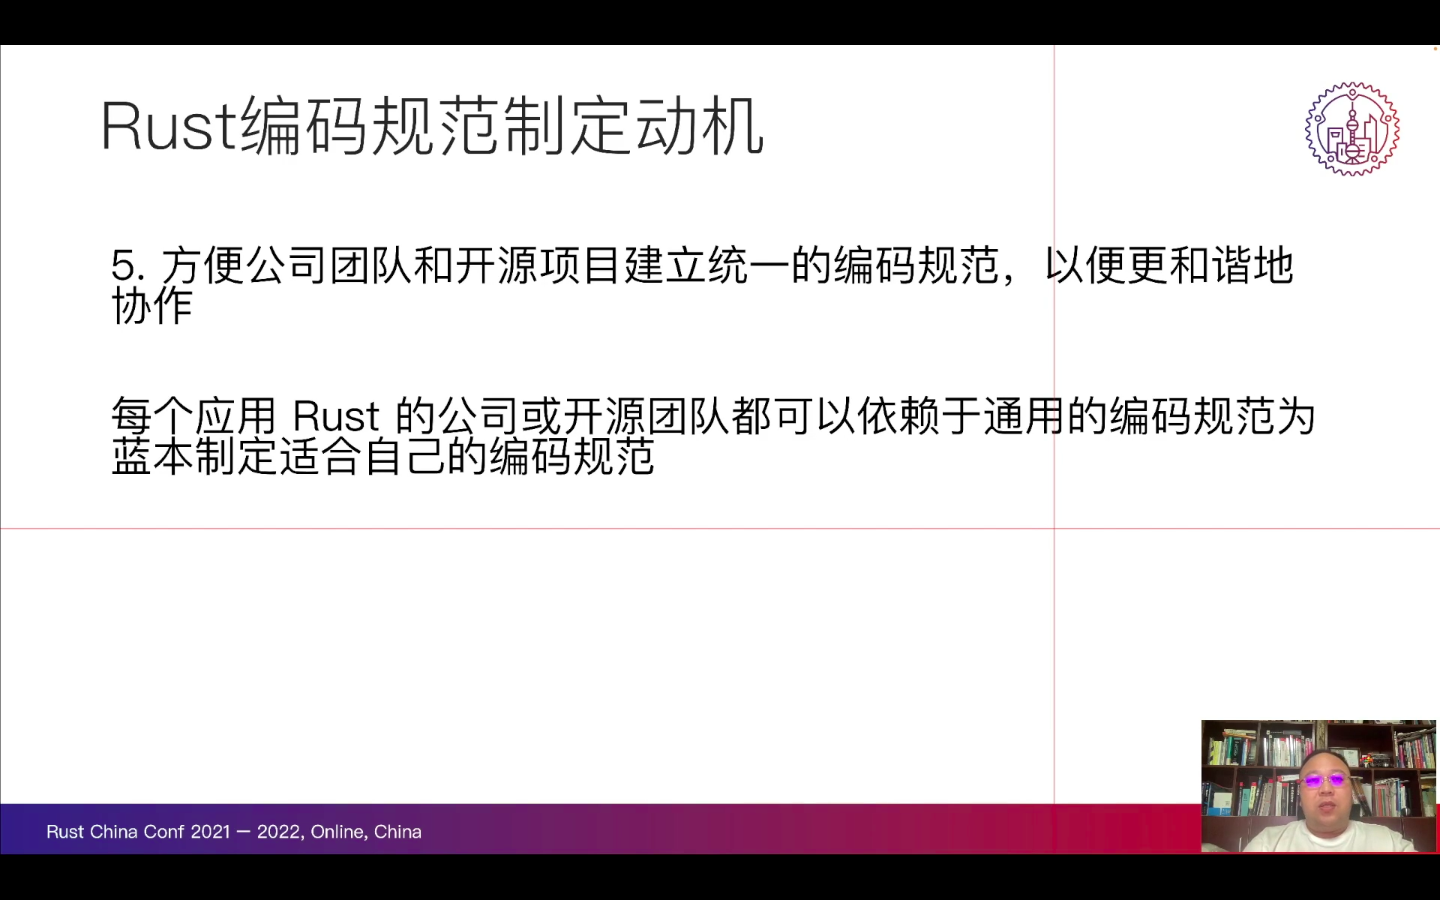 Rust编码规范制定动机
5. 方便公司团队和开源项目建立统一的编码规范，以便更和谐地
协作
每个应用 Rust 的公司或开源团队都可以依赖于通用的编码规范为
蓝本制定适合自己的编码规范
Rust China Conf 2021 – 2022, Online, China